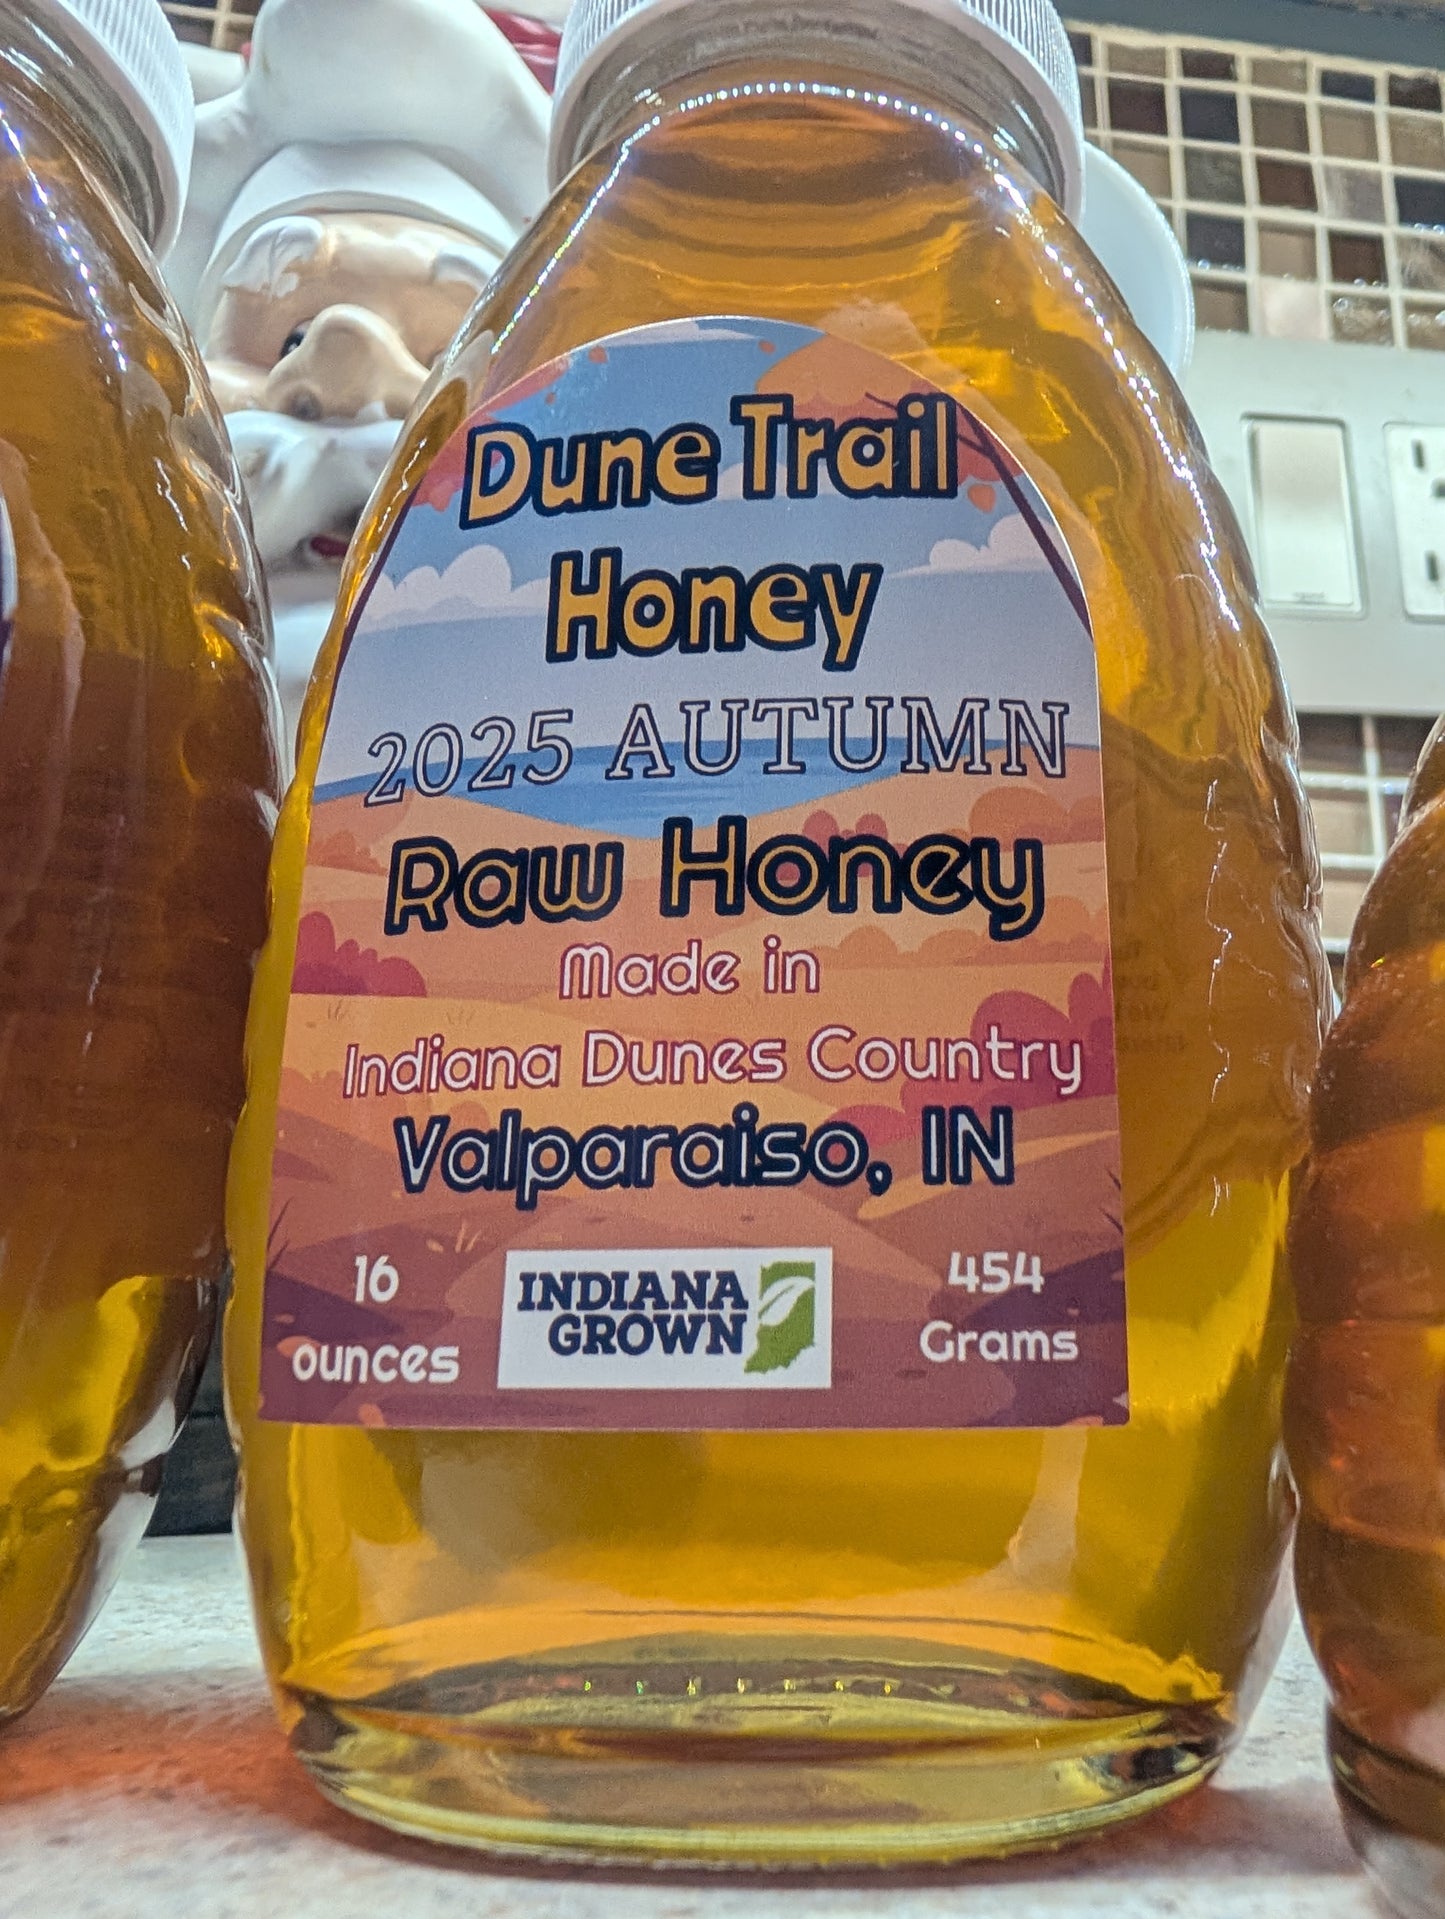 Dune Trail
Honey
2025 AUTUMN
Raw Honey
Made in
Indiana Dunes Country
Valparaiso, IN
16
ounces
INDIANA
GROWN
454
Grams